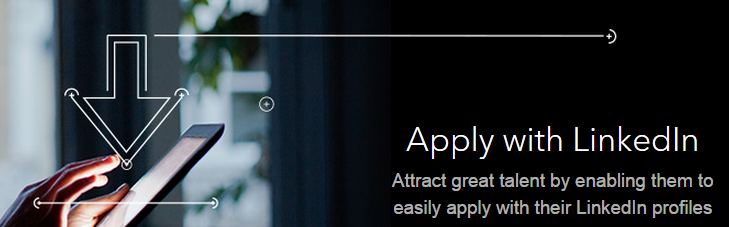 Apply with LinkedIn
Attract great talent by enabling them to
easily apply with their LinkedIn profiles